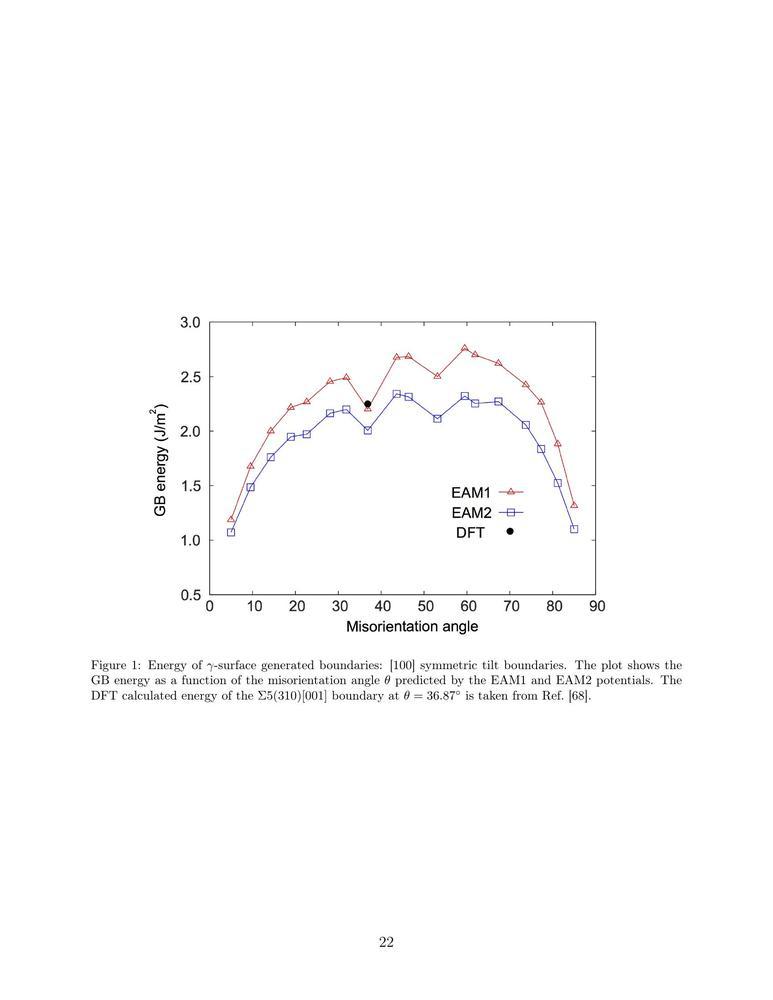 3.0
2.5
2.0
1.5
1.0
0.5
GB energy (J/m²)
EAM1
EAM2
DFT
0 10 20 30 40 50 60 70 80 90
Misorientation angle
Figure 1: Energy of γ-surface generated boundaries: [100] symmetric tilt boundaries. The plot shows the
GB energy as a function of the misorientation angle θ predicted by the EAM1 and EAM2 potentials. The
DFT calculated energy of the Σ5(310)[001] boundary at θ = 36.87° is taken from Ref. [68].
22